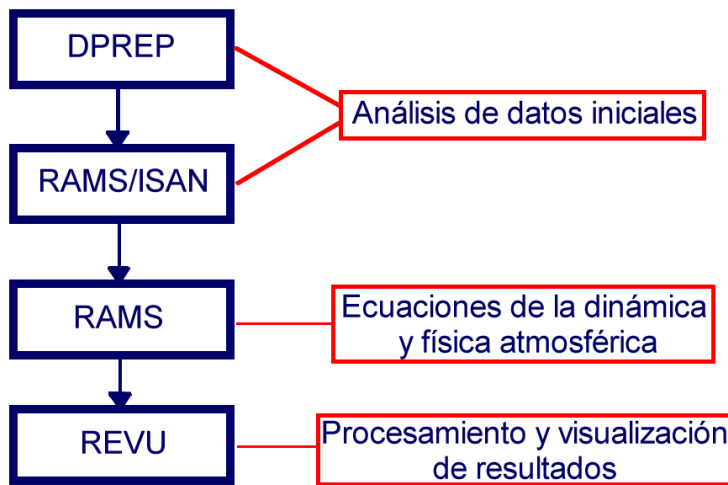 DPREP
Análisis de datos iniciales
RAMS/ISAN
RAMS
Ecuaciones de la dinámica
y física atmosférica
REVU
Procesamiento y visualización
de resultados